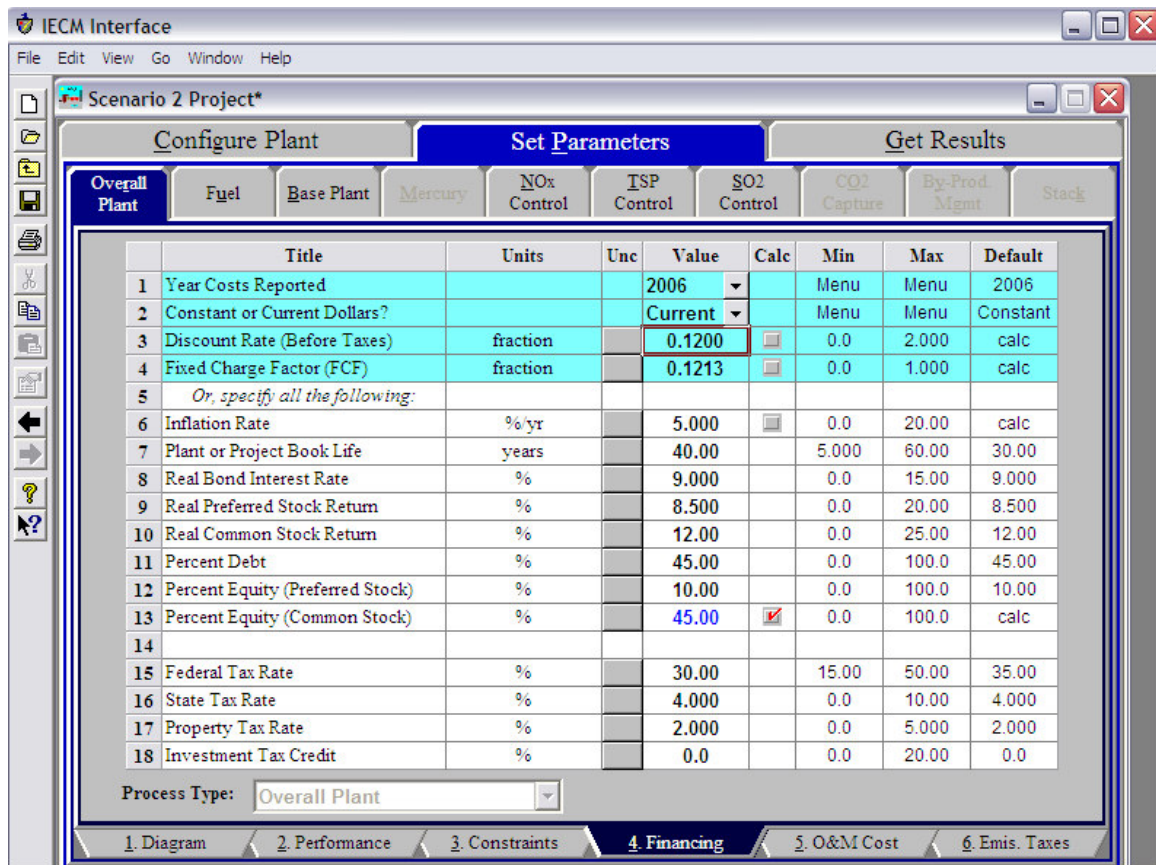 IECM Interface
File Edit View Go Window Help
Scenario 2 Project*
Configure Plant Set Parameters Get Results
Overall Plant Fuel Base Plant Mercury NOx Control TSP Control SO2 Control CO2 Capture By-Prod. Mgmt Stack
Title Units Unc Value Calc Min Max Default
1 Year Costs Reported 2006 Menu Menu 2006
2 Constant or Current Dollars? Current Menu Menu Constant
3 Discount Rate (Before Taxes) fraction 0.1200 0.0 2.000 calc
4 Fixed Charge Factor (FCF) fraction 0.1213 0.0 1.000 calc
5 Or, specify all the following:
6 Inflation Rate %/yr 5.000 0.0 20.00 calc
7 Plant or Project Book Life years 40.00 5.000 60.00 30.00
8 Real Bond Interest Rate % 9.000 0.0 15.00 9.000
9 Real Preferred Stock Return % 8.500 0.0 20.00 8.500
10 Real Common Stock Return % 12.00 0.0 25.00 12.00
11 Percent Debt % 45.00 0.0 100.0 45.00
12 Percent Equity (Preferred Stock) % 10.00 0.0 100.0 10.00
13 Percent Equity (Common Stock) % 45.00 0.0 100.0 calc
14
15 Federal Tax Rate % 30.00 15.00 50.00 35.00
16 State Tax Rate % 4.000 0.0 10.00 4.000
17 Property Tax Rate % 2.000 0.0 5.000 2.000
18 Investment Tax Credit % 0.0 0.0 20.00 0.0
Process Type: Overall Plant
1. Diagram 2. Performance 3. Constraints 4. Financing 5. O&M Cost 6. Emis. Taxes